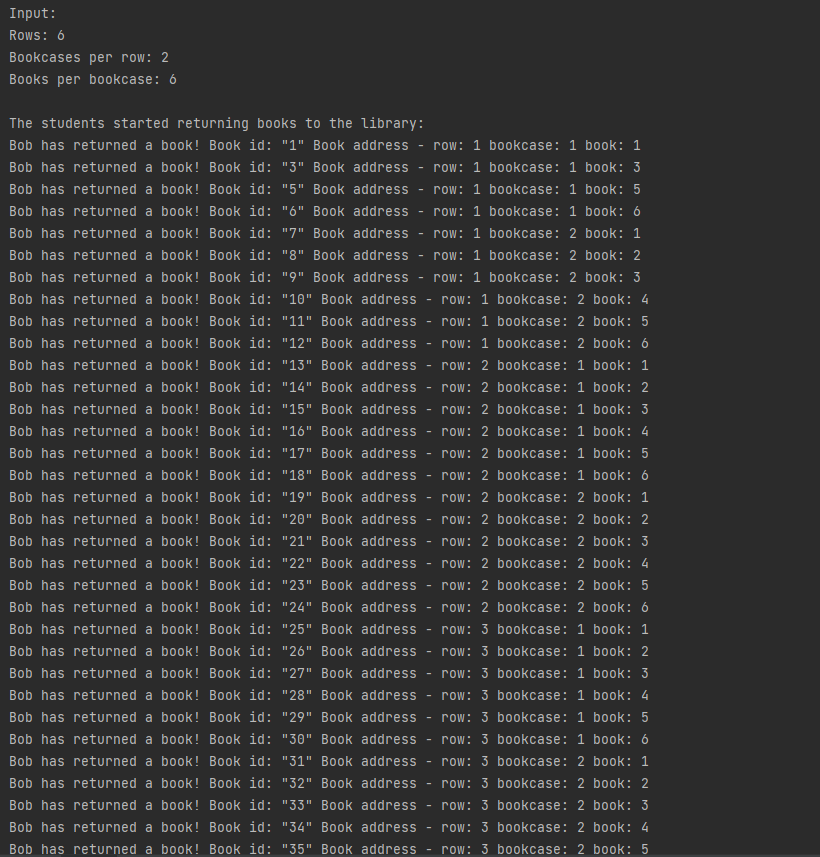 Input:
Rows: 6
Bookcases per row: 2
Books per bookcase: 6
The students started returning books to the library:
Bob has returned a book! Book id: "1" Book address - row: 1 bookcase: 1 book: 1
Bob has returned a book! Book id: "3" Book address - row: 1 bookcase: 1 book: 3
Bob has returned a book! Book id: "5" Book address - row: 1 bookcase: 1 book: 5
Bob has returned a book! Book id: "6" Book address - row: 1 bookcase: 1 book: 6
Bob has returned a book! Book id: "7" Book address - row: 1 bookcase: 2 book: 1
Bob has returned a book! Book id: "8" Book address - row: 1 bookcase: 2 book: 2
Bob has returned a book! Book id: "9" Book address - row: 1 bookcase: 2 book: 3
Bob has returned a book! Book id: "10" Book address - row: 1 bookcase: 2 book: 4
Bob has returned a book! Book id: "11" Book address - row: 1 bookcase: 2 book: 5
Bob has returned a book! Book id: "12" Book address - row: 1 bookcase: 2 book: 6
Bob has returned a book! Book id: "13" Book address - row: 2 bookcase: 1 book: 1
Bob has returned a book! Book id: "14" Book address - row: 2 bookcase: 1 book: 2
Bob has returned a book! Book id: "15" Book address - row: 2 bookcase: 1 book: 3
Bob has returned a book! Book id: "16" Book address - row: 2 bookcase: 1 book: 4
Bob has returned a book! Book id: "17" Book address - row: 2 bookcase: 1 book: 5
Bob has returned a book! Book id: "18" Book address - row: 2 bookcase: 1 book: 6
Bob has returned a book! Book id: "19" Book address - row: 2 bookcase: 2 book: 1
Bob has returned a book! Book id: "20" Book address - row: 2 bookcase: 2 book: 2
Bob has returned a book! Book id: "21" Book address - row: 2 bookcase: 2 book: 3
Bob has returned a book! Book id: "22" Book address - row: 2 bookcase: 2 book: 4
Bob has returned a book! Book id: "23" Book address - row: 2 bookcase: 2 book: 5
Bob has returned a book! Book id: "24" Book address - row: 2 bookcase: 2 book: 6
Bob has returned a book! Book id: "25" Book address - row: 3 bookcase: 1 book: 1
Bob has returned a book! Book id: "26" Book address - row: 3 bookcase: 1 book: 2
Bob has returned a book! Book id: "27" Book address - row: 3 bookcase: 1 book: 3
Bob has returned a book! Book id: "28" Book address - row: 3 bookcase: 1 book: 4
Bob has returned a book! Book id: "29" Book address - row: 3 bookcase: 1 book: 5
Bob has returned a book! Book id: "30" Book address - row: 3 bookcase: 1 book: 6
Bob has returned a book! Book id: "31" Book address - row: 3 bookcase: 2 book: 1
Bob has returned a book! Book id: "32" Book address - row: 3 bookcase: 2 book: 2
Bob has returned a book! Book id: "33" Book address - row: 3 bookcase: 2 book: 3
Bob has returned a book! Book id: "34" Book address - row: 3 bookcase: 2 book: 4
Bob has returned a book! Book id: "35" Book address - row: 3 bookcase: 2 book: 5